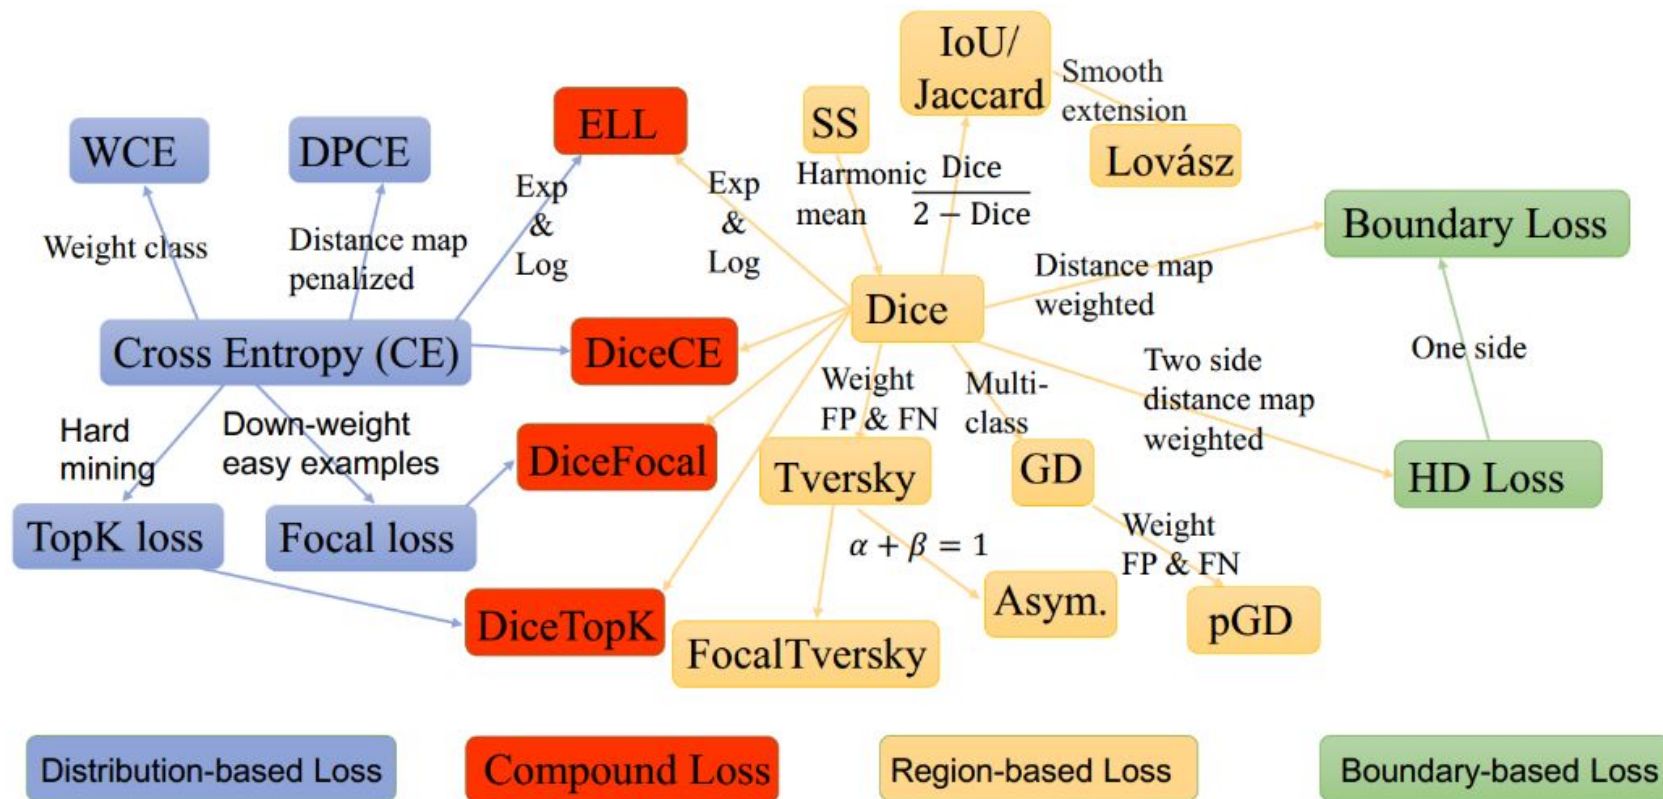 IoU/
Jaccard
Smooth
extension
ELL
SS
WCE
DPCE
Lovász
Exp
&
Log
Exp
&
Log
Harmonic
mean
Dice
2 − Dice
Boundary Loss
Weight class
Distance map
penalized
Distance map
weighted
Dice
Cross Entropy (CE)
DiceCE
One side
Two side
distance map
weighted
Weight
FP & FN
Multi-
class
Hard
mining
Down-weight
easy examples
DiceFocal
Tversky
GD
HD Loss
TopK loss
Focal loss
α + β = 1
Weight
FP & FN
Asym.
DiceTopK
FocalTversky
pGD
Distribution-based Loss
Compound Loss
Region-based Loss
Boundary-based Loss